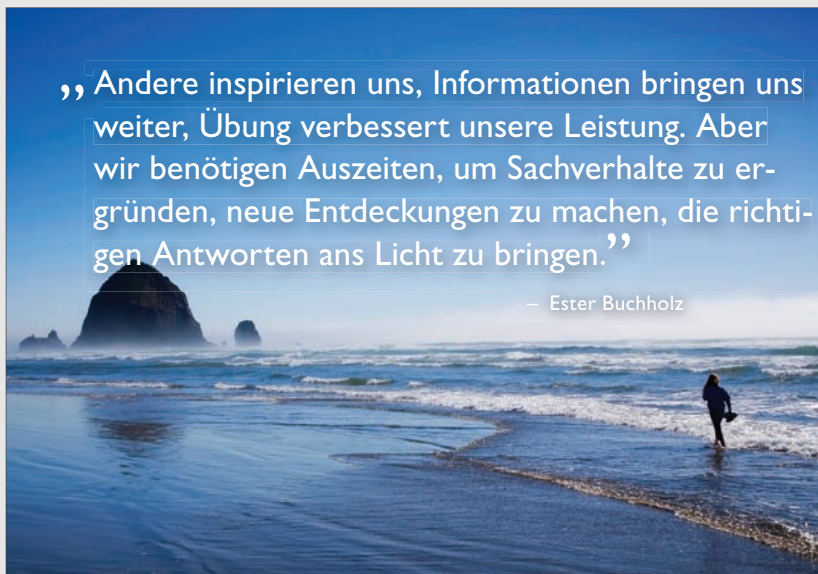 ,, Andere inspirieren uns, Informationen bringen uns
weiter, Übung verbessert unsere Leistung. Aber
wir benötigen Auszeiten, um Sachverhalte zu er-
gründen, neue Entdeckungen zu machen, die richti-
gen Antworten ans Licht zu bringen.”
– Ester Buchholz